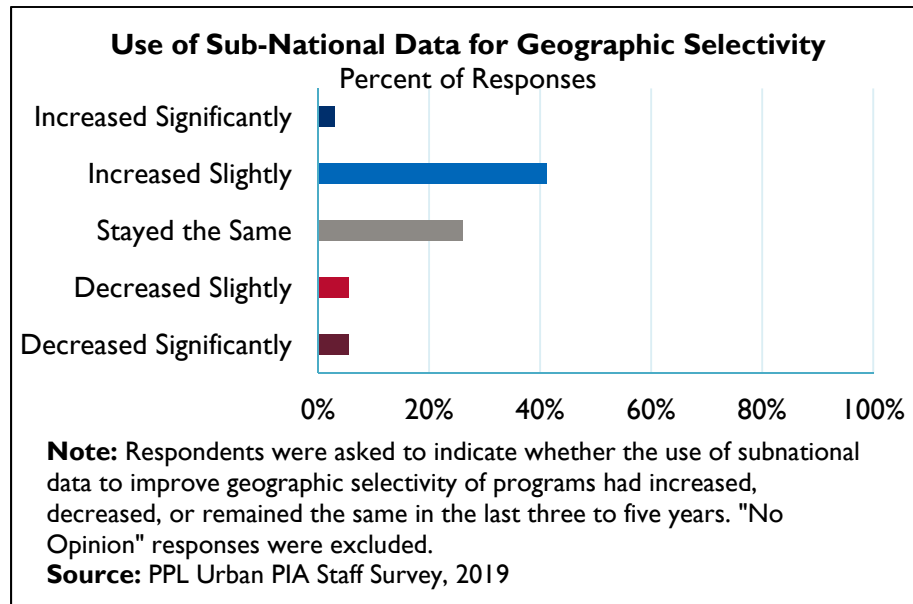 Use of Sub-National Data for Geographic Selectivity
Percent of Responses
Increased Significantly
Increased Slightly
Stayed the Same
Decreased Slightly
Decreased Significantly
0% 20% 40% 60% 80% 100%
Note: Respondents were asked to indicate whether the use of subnational
data to improve geographic selectivity of programs had increased,
decreased, or remained the same in the last three to five years. "No
Opinion" responses were excluded.
Source: PPL Urban PIA Staff Survey, 2019